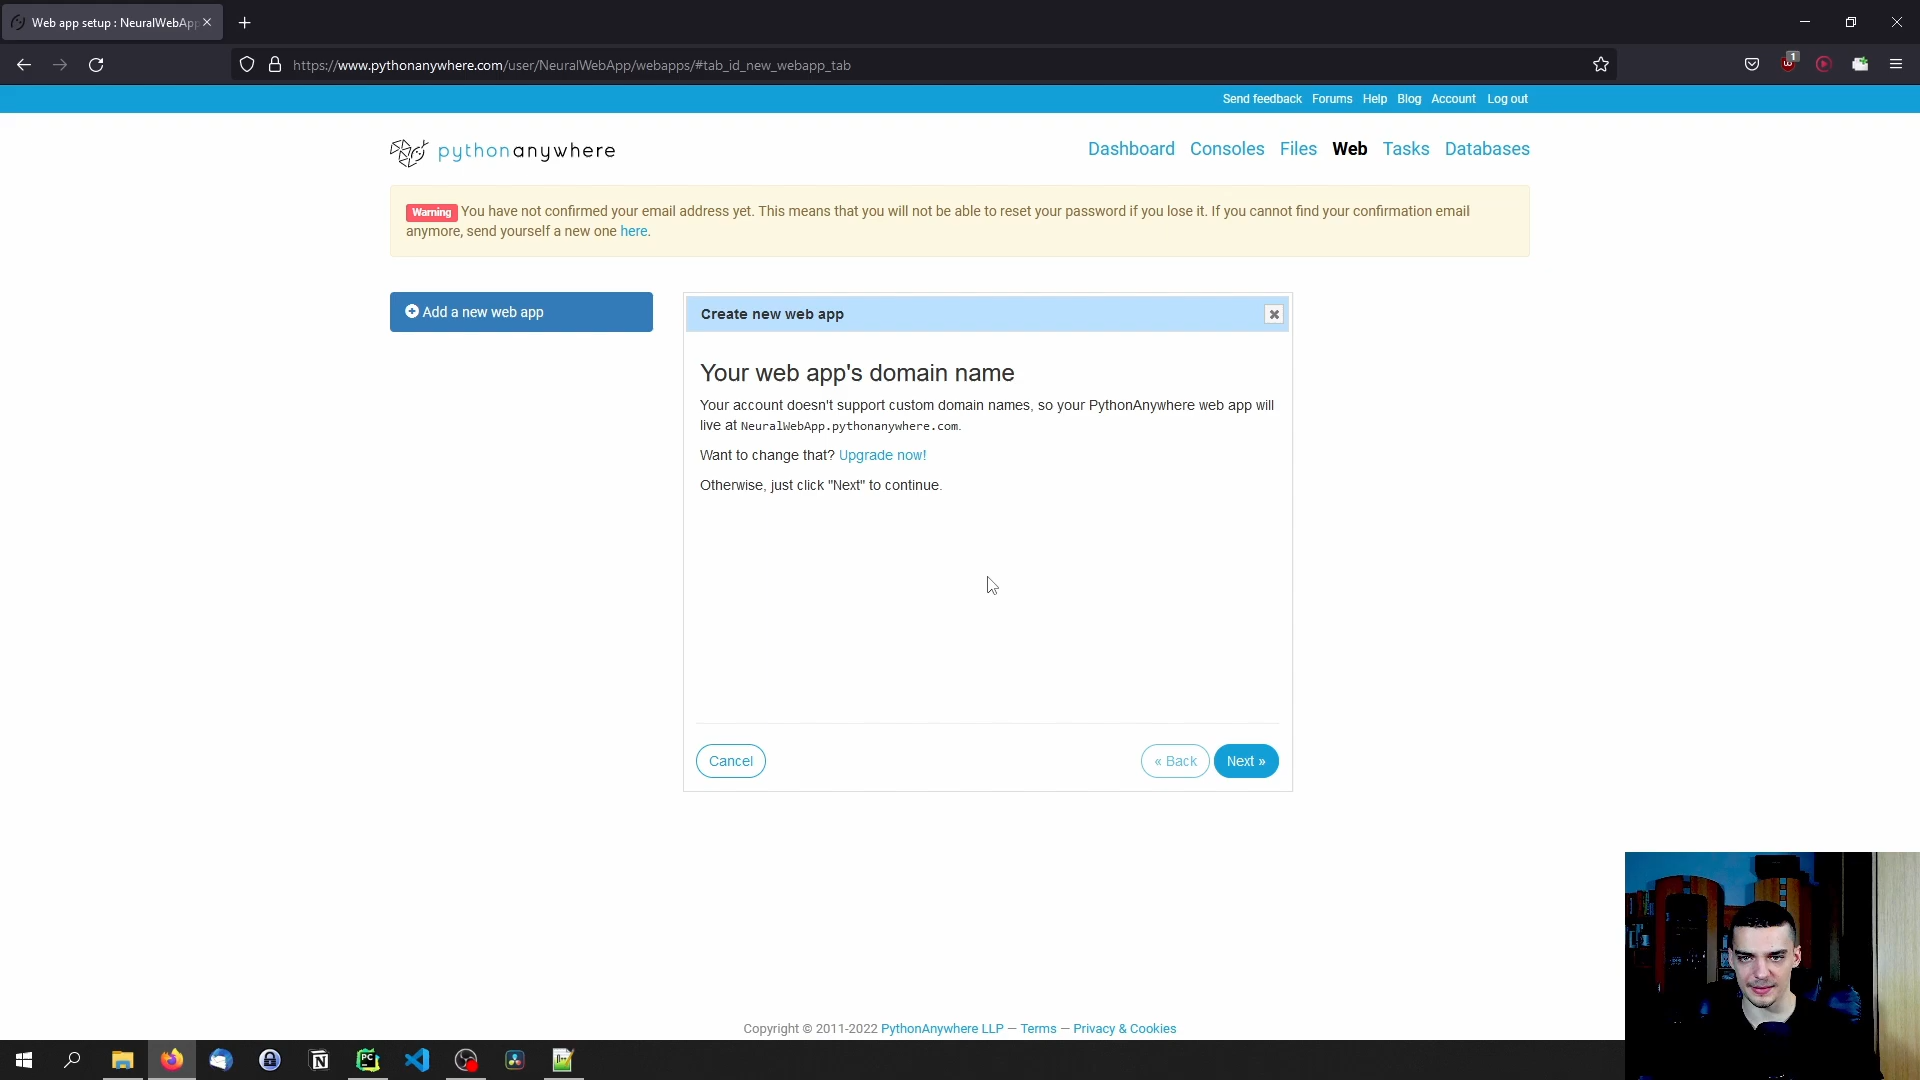 Web app setup : NeuralWebApp
https://www.pythonanywhere.com/user/NeuralWebApp/webapps/#tab_id_new_webapp_tab
1
Send feedback Forums Help Blog Account Log out
pythonanywhere
Dashboard Consoles Files Web Tasks Databases
Warning You have not confirmed your email address yet. This means that you will not be able to reset your password if you lose it. If you cannot find your confirmation email
anymore, send yourself a new one here.
Add a new web app
Create new web app
Your web app's domain name
Your account doesn't support custom domain names, so your PythonAnywhere web app will
live at NeuralWebApp.pythonanywhere.com.
Want to change that? Upgrade now!
Otherwise, just click "Next" to continue.
Cancel
« Back
Next »
Copyright © 2011-2022 PythonAnywhere LLP — Terms — Privacy & Cookies